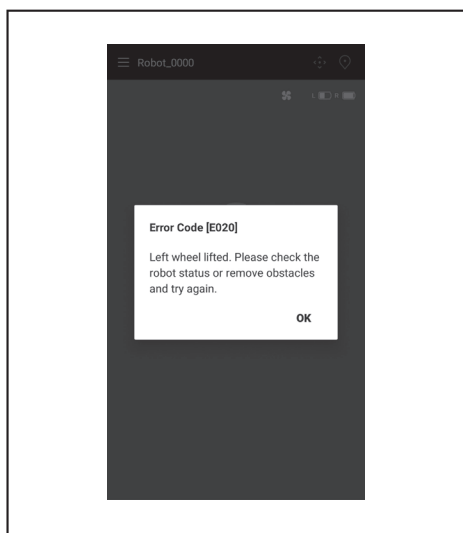 Robot_0000
L R
Error Code [E020]
Left wheel lifted. Please check the
robot status or remove obstacles
and try again.
OK